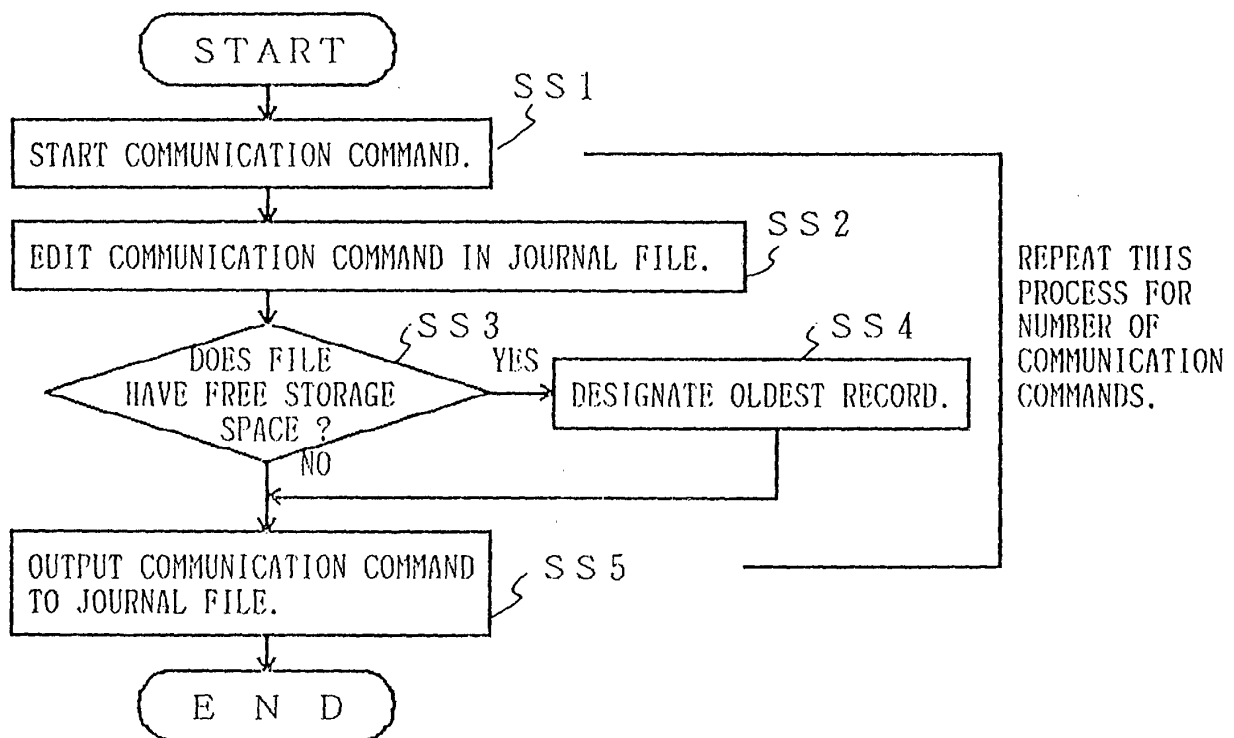 START
SS1
START COMMUNICATION COMMAND.
SS2
EDIT COMMUNICATION COMMAND IN JOURNAL FILE.
SS3
DOES FILE
HAVE FREE STORAGE
SPACE ?
YES
NO
SS4
DESIGNATE OLDEST RECORD.
REPEAT THIS
PROCESS FOR
NUMBER OF
COMMUNICATION
COMMANDS.
OUTPUT COMMUNICATION COMMAND
TO JOURNAL FILE.
SS5
END